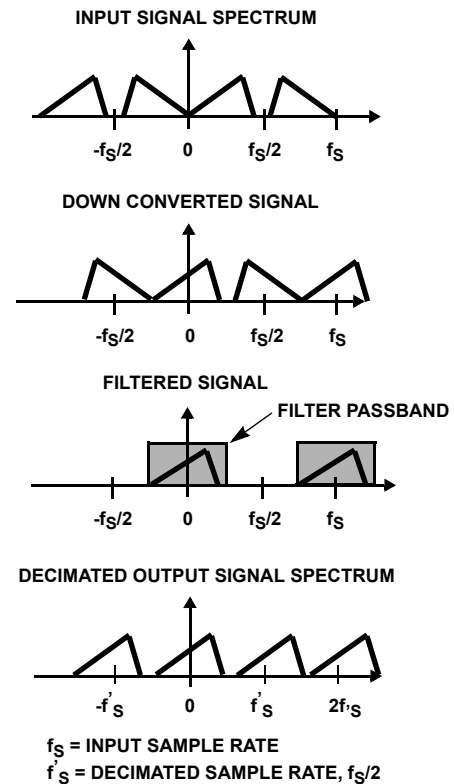 INPUT SIGNAL SPECTRUM
-fS/2 0 fS/2 fS
DOWN CONVERTED SIGNAL
-fS/2 0 fS/2 fS
FILTERED SIGNAL
FILTER PASSBAND
-fS/2 0 fS/2 fS
DECIMATED OUTPUT SIGNAL SPECTRUM
-f'S 0 f'S 2f'S
fS = INPUT SAMPLE RATE
f'S = DECIMATED SAMPLE RATE, fS/2